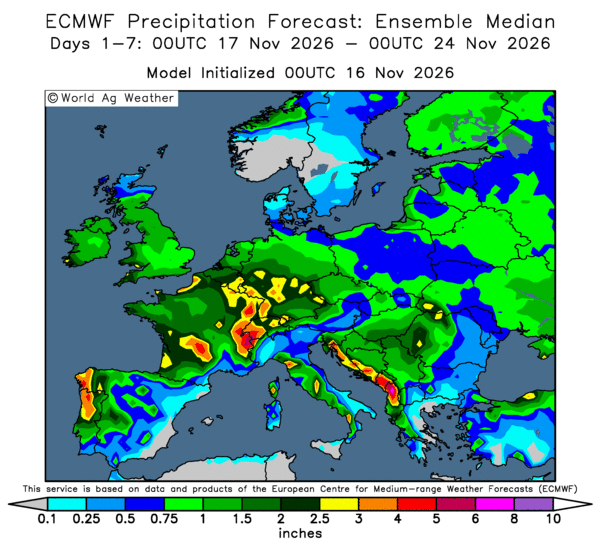 ECMWF Precipitation Forecast: Ensemble Median
Days 1–7: 00UTC 17 Nov 2026 – 00UTC 24 Nov 2026
Model Initialized 00UTC 16 Nov 2026
© World Ag Weather
This service is based on data and products of the European Centre for Medium-range Weather Forecasts (ECMWF)
0.1 0.25 0.5 0.75 1 1.5 2 2.5 3 4 5 6 8 10
inches